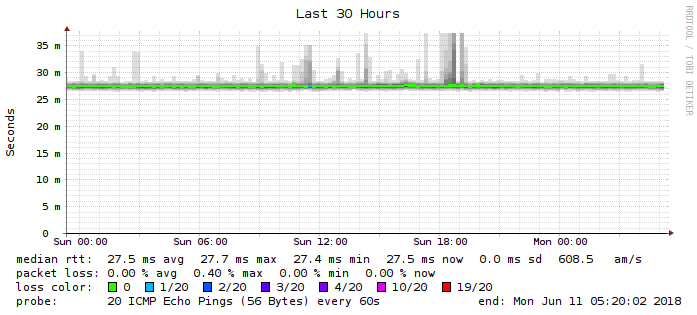 Last 30 Hours
RRDTOOL / TOBI OETIKER
Seconds
35 m
30 m
25 m
20 m
15 m
10 m
5 m
0
Sun 00:00 Sun 06:00 Sun 12:00 Sun 18:00 Mon 00:00
median rtt: 27.5 ms avg 27.7 ms max 27.4 ms min 27.5 ms now 0.0 ms sd 608.5 am/s
packet loss: 0.00 % avg 0.40 % max 0.00 % min 0.00 % now
loss color: 0 1/20 2/20 3/20 4/20 10/20 19/20
probe: 20 ICMP Echo Pings (56 Bytes) every 60s end: Mon Jun 11 05:20:02 2018